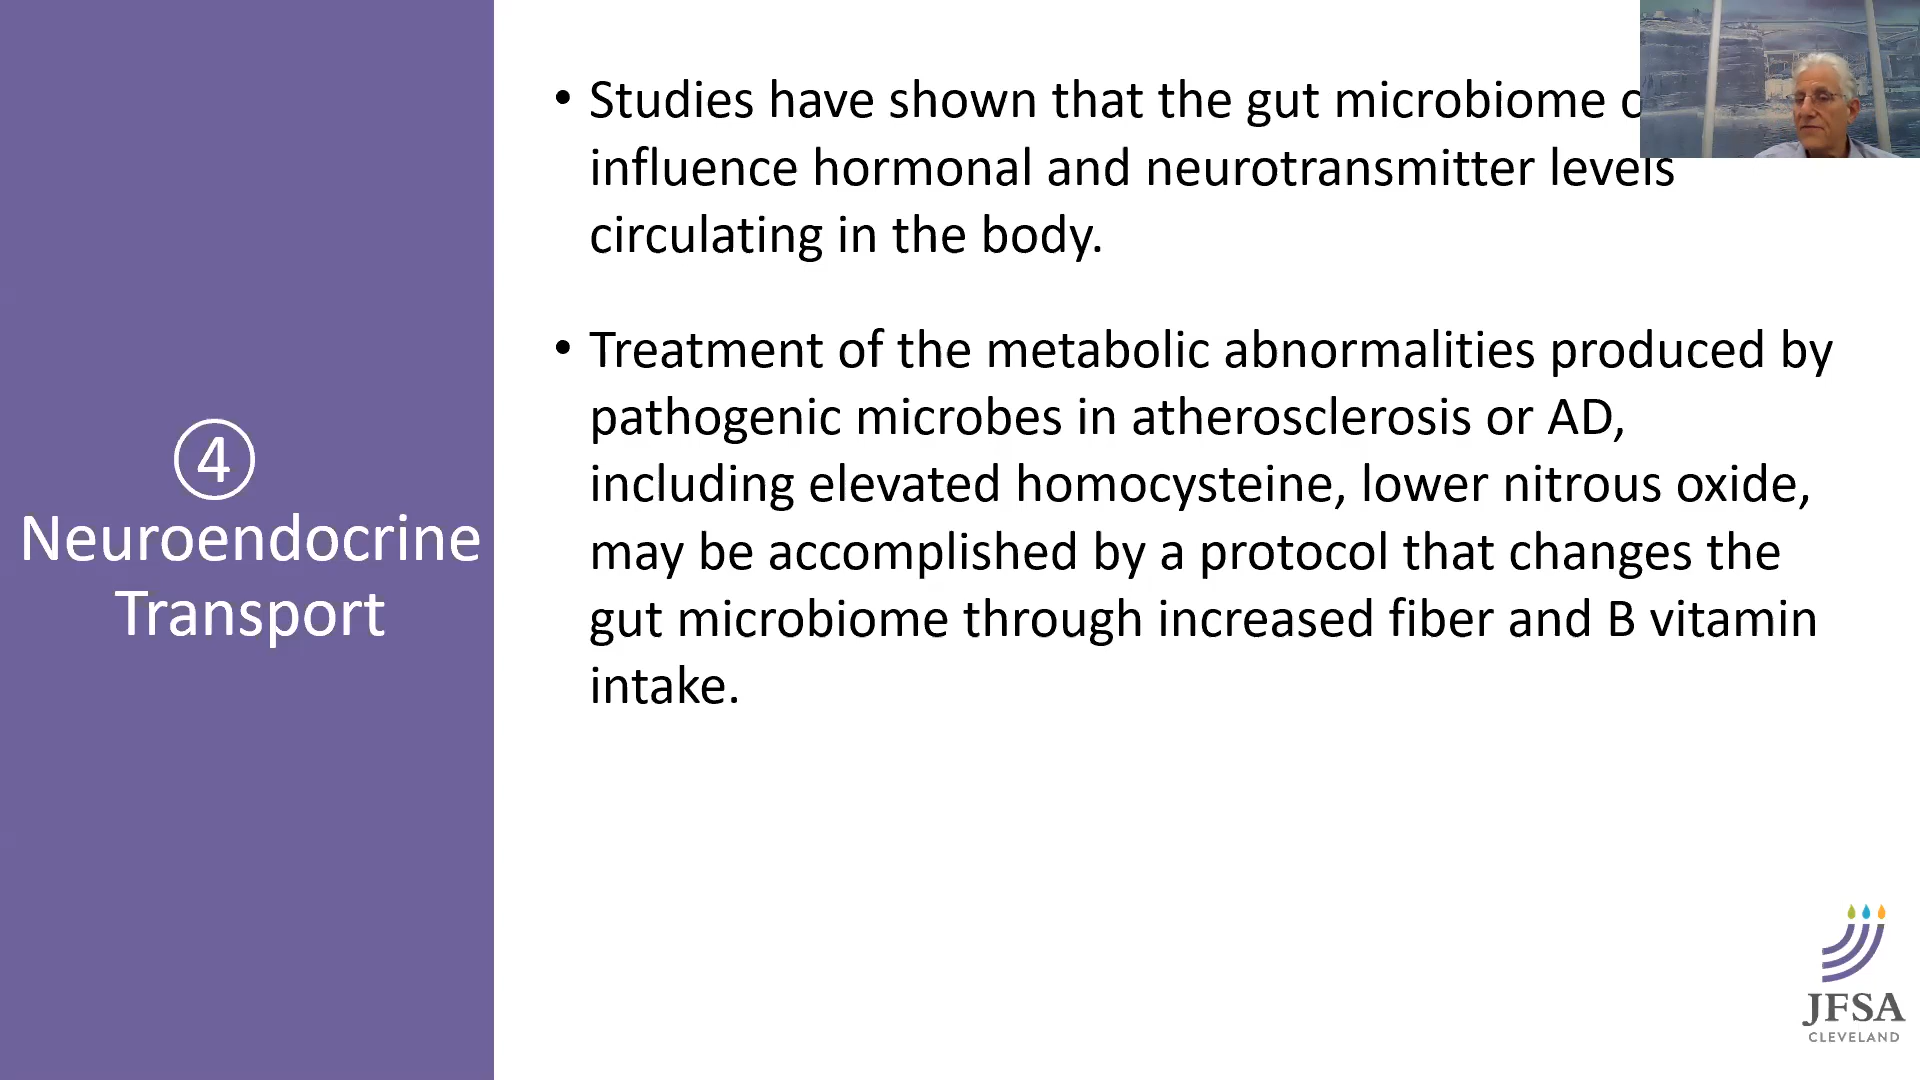 ④
Neuroendocrine
Transport
• Studies have shown that the gut microbiome
influence hormonal and neurotransmitter levels
circulating in the body.
• Treatment of the metabolic abnormalities produced by
pathogenic microbes in atherosclerosis or AD,
including elevated homocysteine, lower nitrous oxide,
may be accomplished by a protocol that changes the
gut microbiome through increased fiber and B vitamin
intake.
JFSA
CLEVELAND